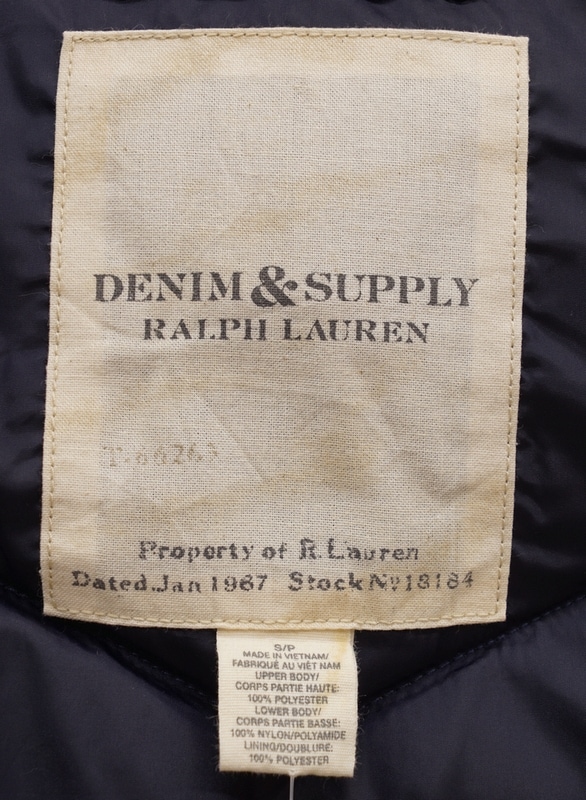 DENIM & SUPPLY
RALPH LAUREN
T-66263
Property of R. Lauren
Dated Jan 1967 Stock No 18184
S/P
MADE IN VIETNAM/
FABRIQUÉ AU VIÊT NAM
UPPER BODY/
CORPS PARTIE HAUTE:
100% POLYESTER
LOWER BODY/
CORPS PARTIE BASSE:
100% NYLON/POLYAMIDE
LINING/DOUBLURE:
100% POLYESTER